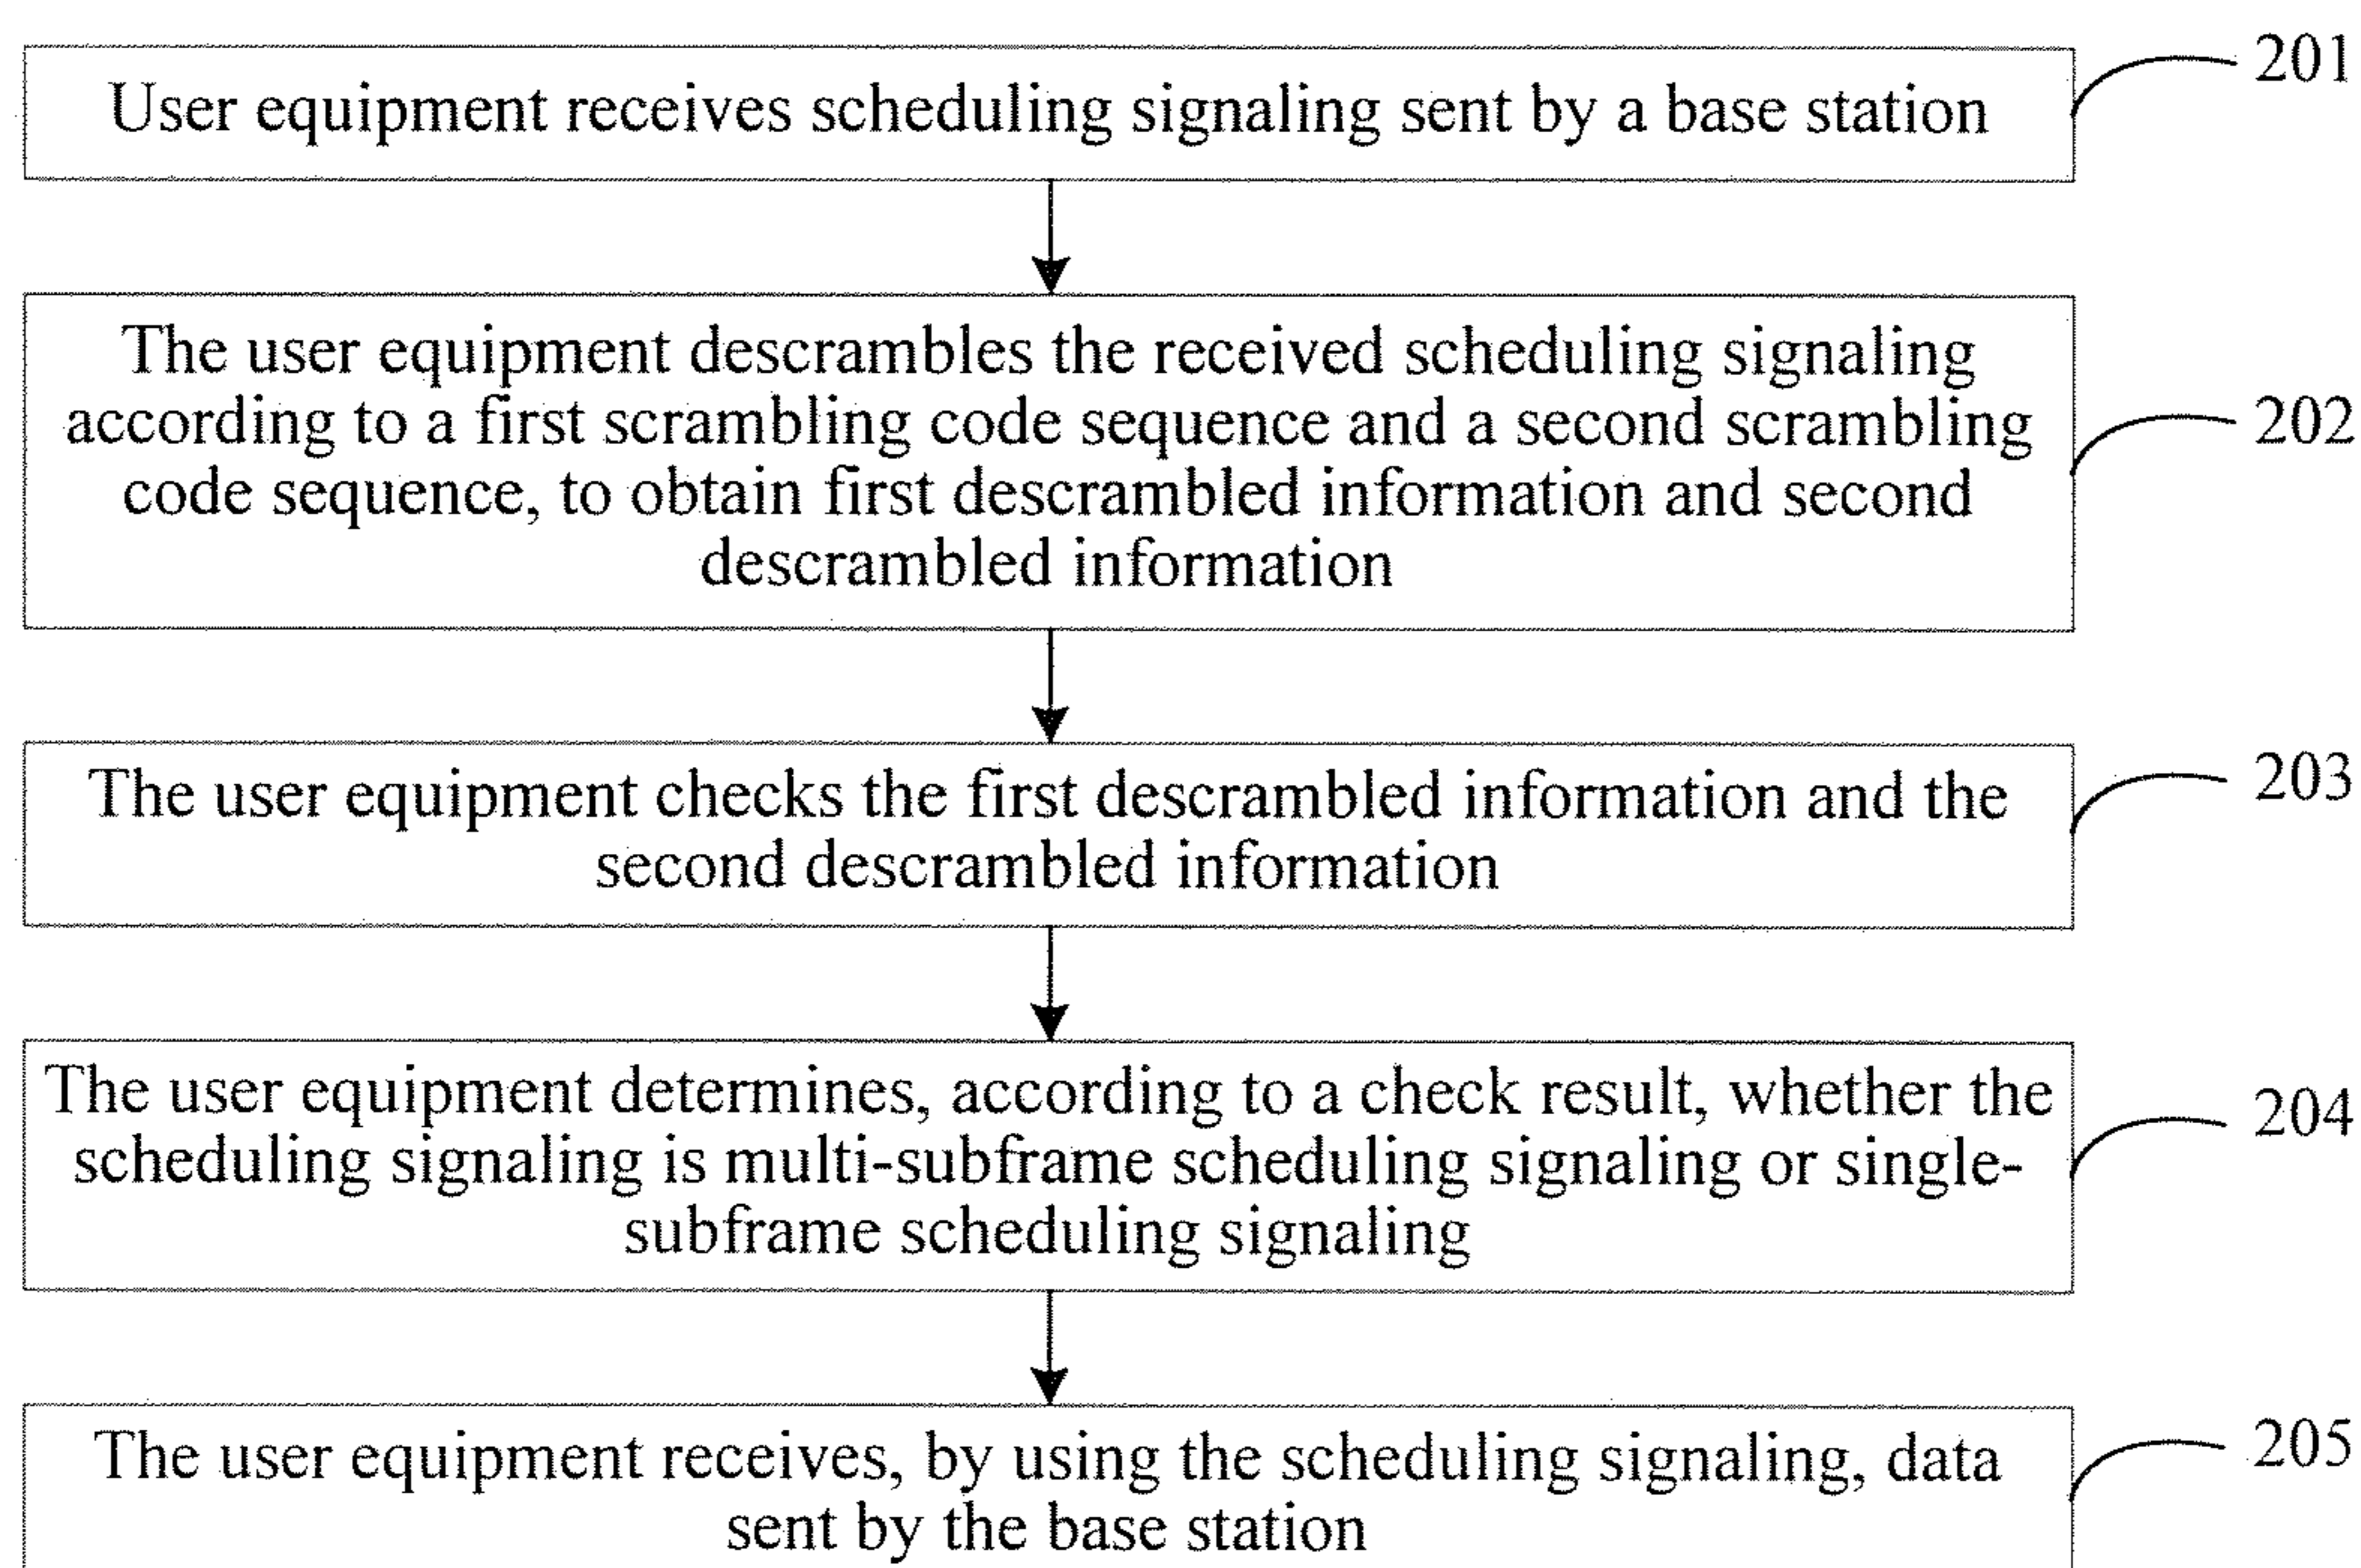 User equipment receives scheduling signaling sent by a base station
201
The user equipment descrambles the received scheduling signaling
according to a first scrambling code sequence and a second scrambling
code sequence, to obtain first descrambled information and second
descrambled information
202
The user equipment checks the first descrambled information and the
second descrambled information
203
The user equipment determines, according to a check result, whether the
scheduling signaling is multi-subframe scheduling signaling or single-
subframe scheduling signaling
204
The user equipment receives, by using the scheduling signaling, data
sent by the base station
205